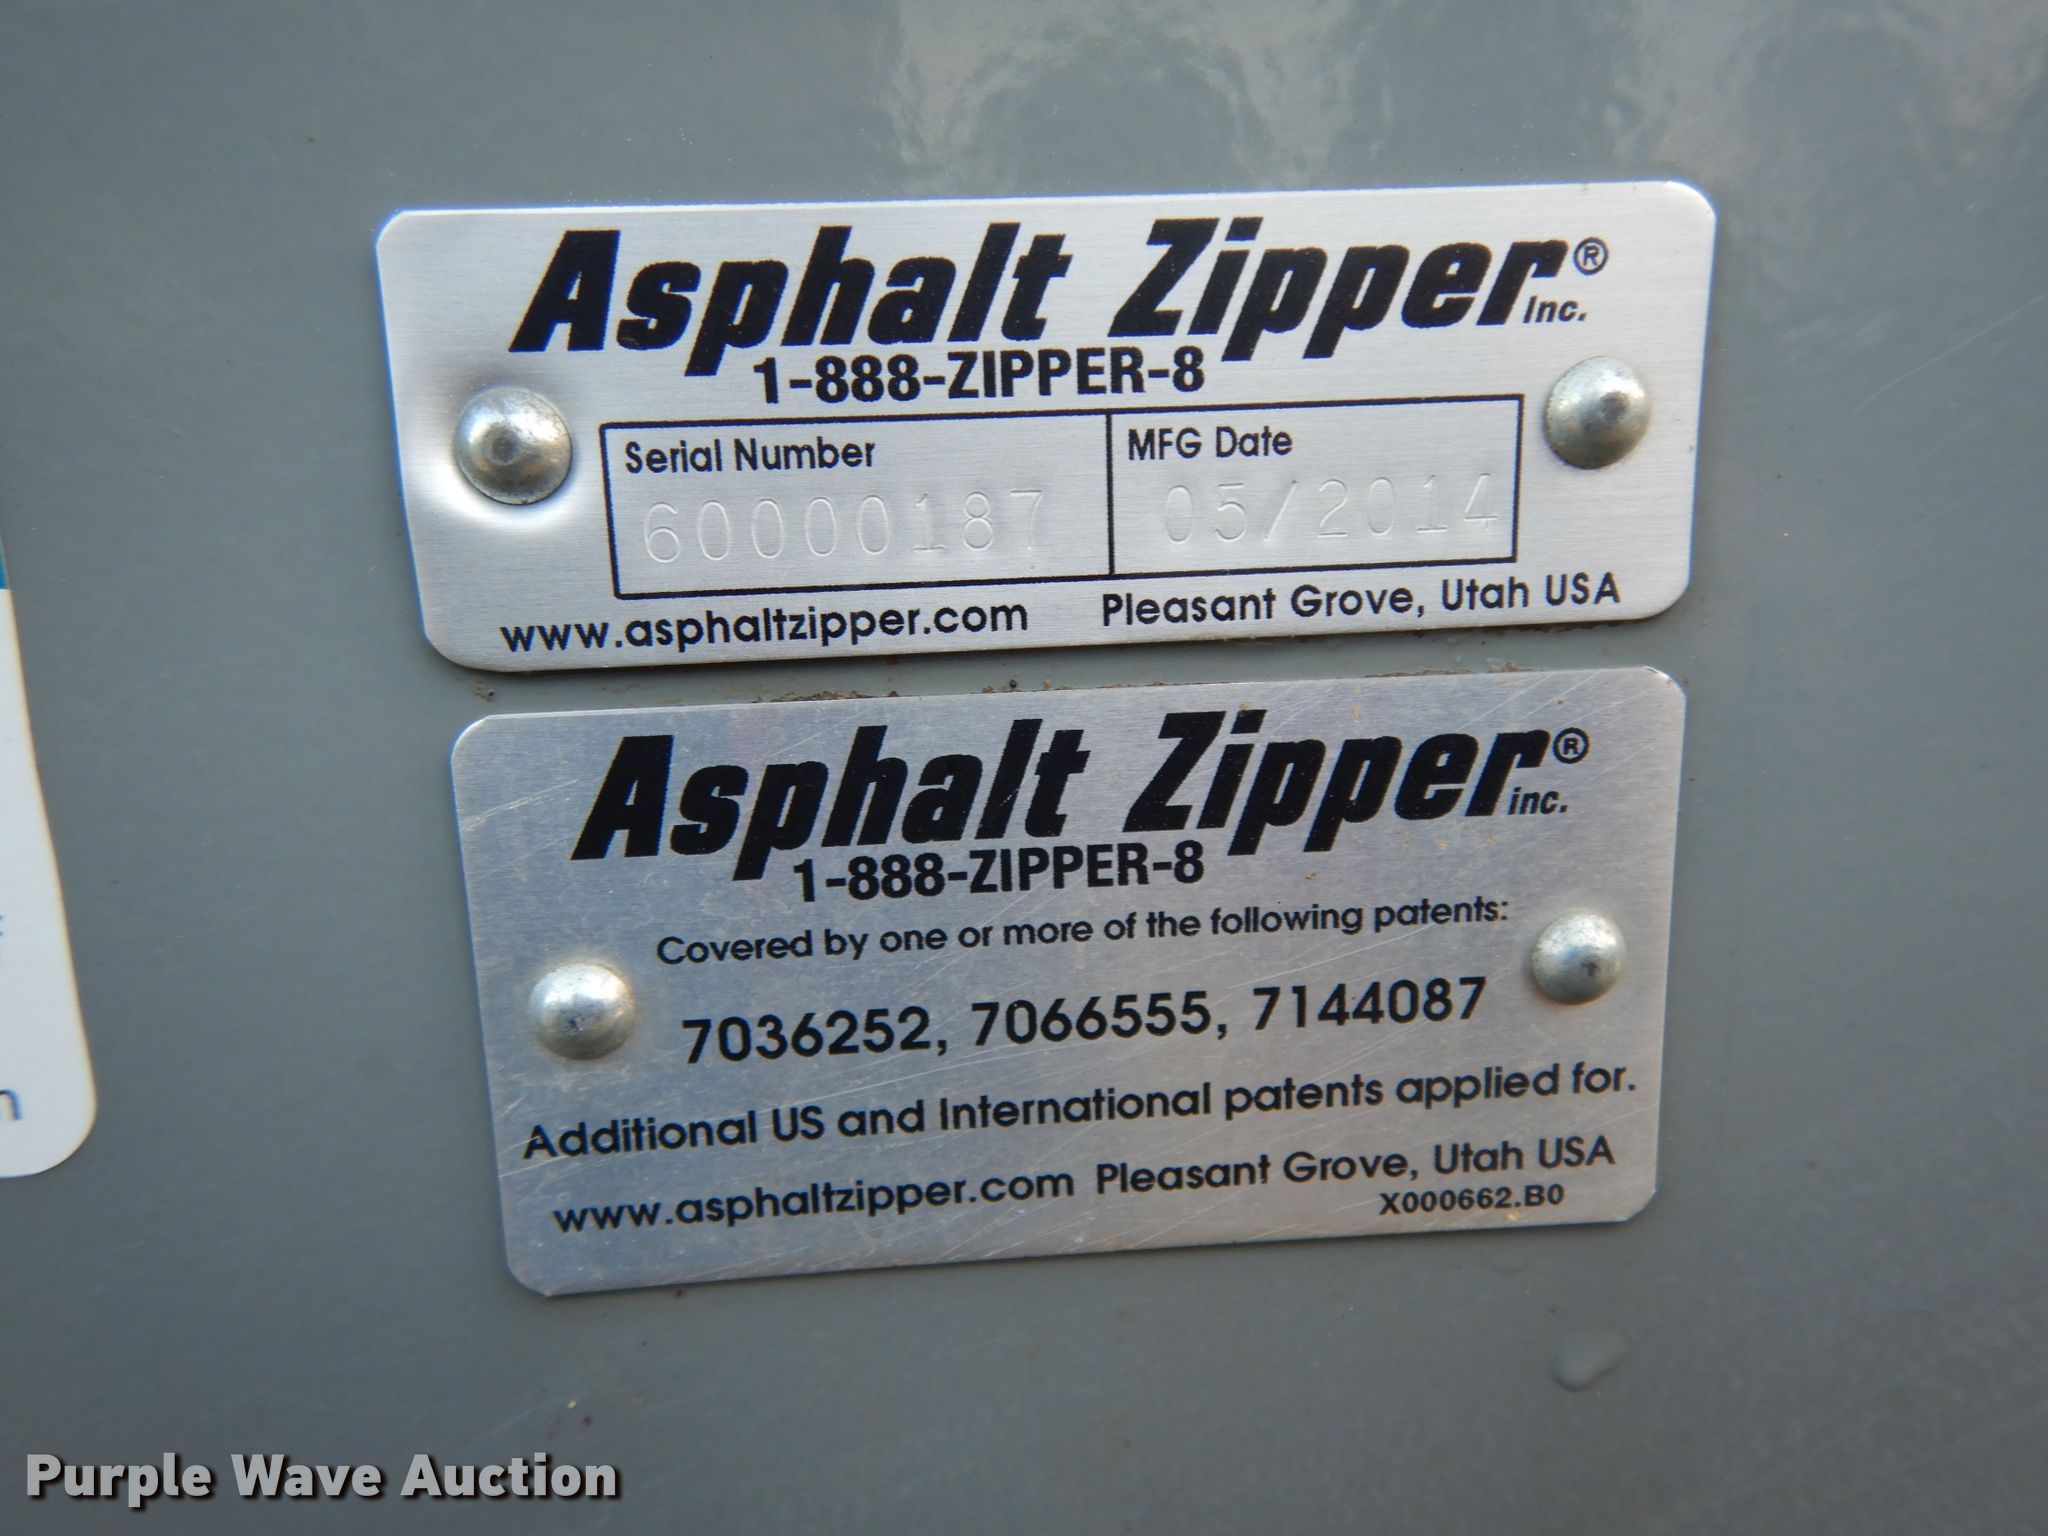 Asphalt Zipper® Inc.
1-888-ZIPPER-8
Serial Number MFG Date
60000187 05/2014
www.asphaltzipper.com Pleasant Grove, Utah USA
Asphalt Zipper® inc.
1-888-ZIPPER-8
Covered by one or more of the following patents:
7036252, 7066555, 7144087
Additional US and International patents applied for.
www.asphaltzipper.com Pleasant Grove, Utah USA
X000662.B0
Purple Wave Auction